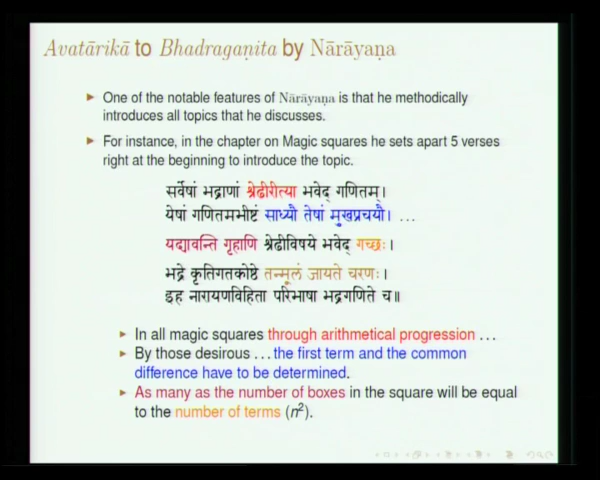 Avatārikā to Bhadragaṇita by Nārāyaṇa
One of the notable features of Nārāyaṇa is that he methodically
introduces all topics that he discusses.
For instance, in the chapter on Magic squares he sets apart 5 verses
right at the beginning to introduce the topic.
सर्वेषां भद्राणां श्रेढीरीत्या भवेद् गणितम्।
येषां गणितमभीष्टं साध्यौ तेषां मुखप्रचयौ। ...
यद्यावन्ति गृहाणि श्रेढीविषये भवेद् गच्छः।
भद्रे कृतिगतकोष्ठे तन्मूलं जायते चरणः।
इह नारायणविहिता परिभाषा भद्रगणिते च॥
In all magic squares through arithmetical progression ...
By those desirous ... the first term and the common
difference have to be determined.
As many as the number of boxes in the square will be equal
to the number of terms (n²).